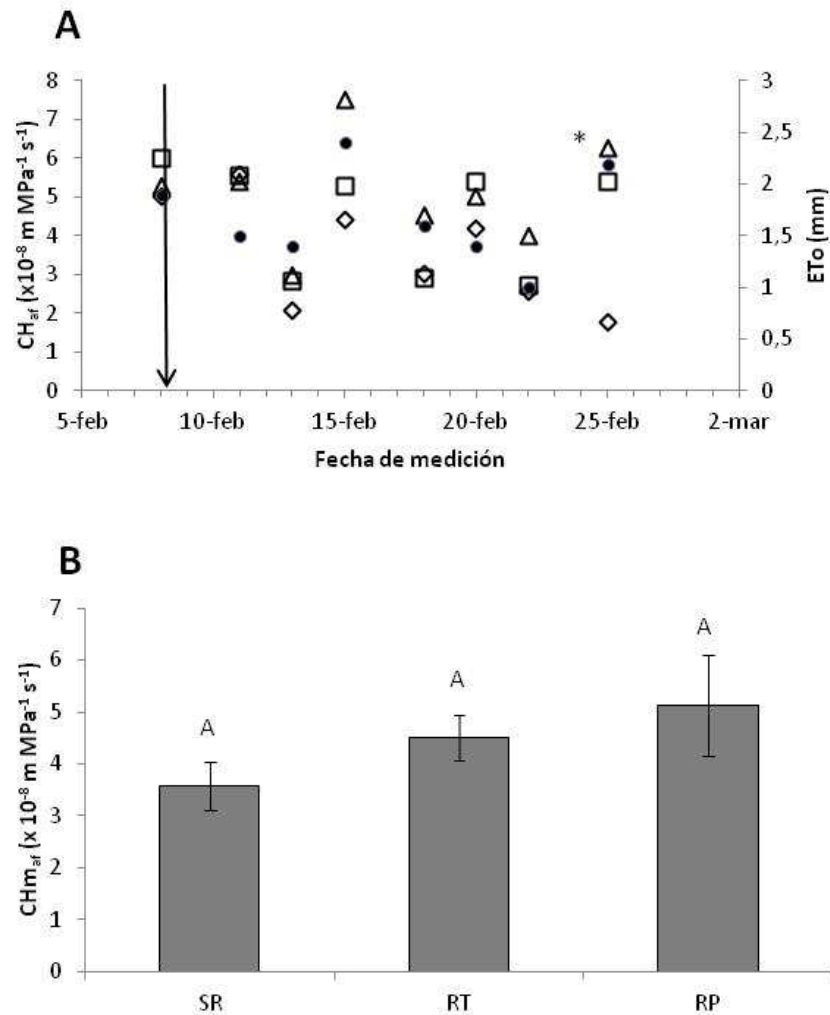 A
CH_af (x10⁻⁸ m MPa⁻¹ s⁻¹)
8
7
6
5
4
3
2
1
0
*
3
2,5
2
1,5
1
0,5
0
ETo (mm)
5-feb 10-feb 15-feb 20-feb 25-feb 2-mar
Fecha de medición
B
CHm_af (x 10⁻⁸ m MPa⁻¹ s⁻¹)
7
6
5
4
3
2
1
0
A A A
SR RT RP